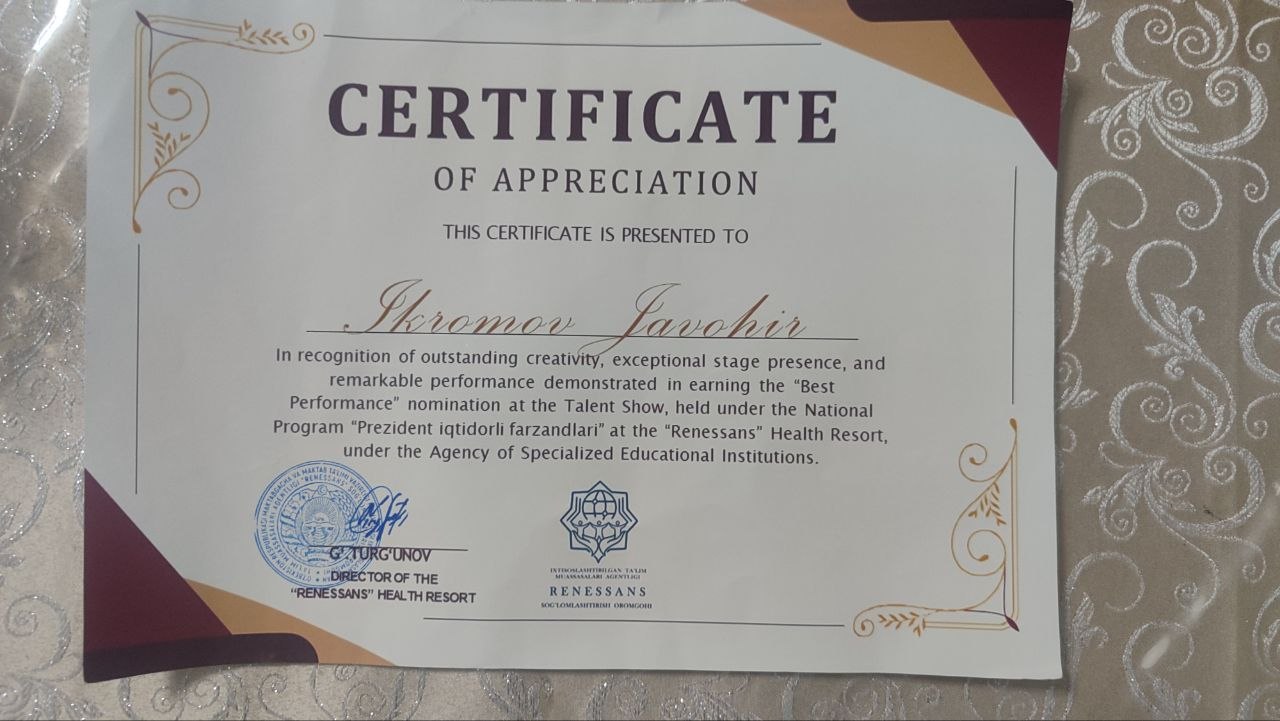 CERTIFICATE
OF APPRECIATION
THIS CERTIFICATE IS PRESENTED TO
Ikromov Javohir
In recognition of outstanding creativity, exceptional stage presence, and
remarkable performance demonstrated in earning the “Best
Performance” nomination at the Talent Show, held under the National
Program “Prezident iqtidorli farzandlari” at the “Renessans” Health Resort,
under the Agency of Specialized Educational Institutions.
G‘. TURG‘UNOV
DIRECTOR OF THE
“RENESSANS” HEALTH RESORT
IXTISOSLASHTIRILGAN TA'LIM
MUASSASALARI AGENTLIGI
RENESSANS
SOG'LOMLASHTIRISH OROMGOHI